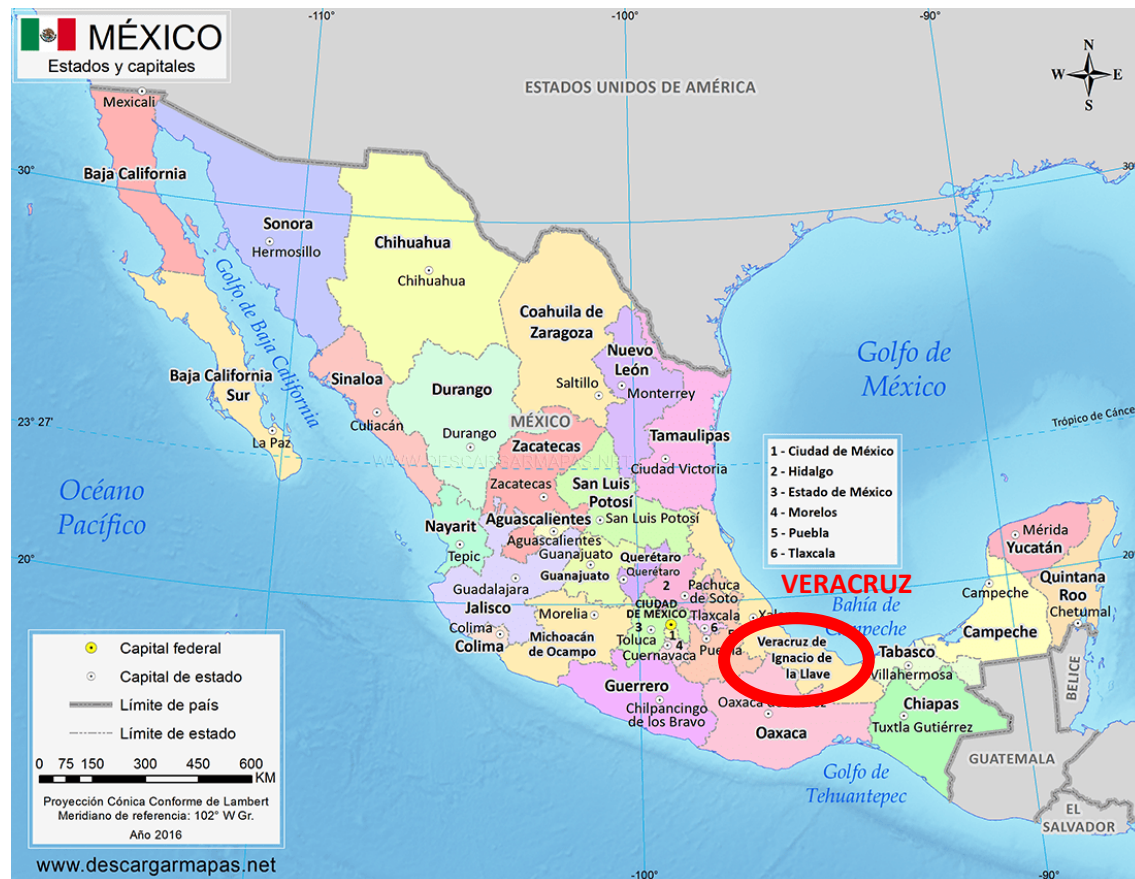 MÉXICO
Estados y capitales
-110°
-100°
-90°
N
W
E
S
ESTADOS UNIDOS DE AMÉRICA
Mexicali
30°
30°
Baja California
Sonora
Hermosillo
Chihuahua
Chihuahua
Golfo de Baja California
Coahuila de
Zaragoza
Nuevo
León
Saltillo
Monterrey
Golfo de
México
Baja California
Sur
La Paz
Sinaloa
Culiacán
Durango
Durango
MÉXICO
Zacatecas
Zacatecas
WWW.DESCARGARMAPAS.NET
Tamaulipas
Ciudad Victoria
23° 27'
Trópico de Cánce
1 - Ciudad de México
2 - Hidalgo
3 - Estado de México
4 - Morelos
5 - Puebla
6 - Tlaxcala
San Luis
Potosí
San Luis Potosí
Océano
Pacífico
Nayarit
Tepic
Aguascalientes
Aguascalientes
Guanajuato
Guanajuato
Querétaro
Querétaro
2
Pachuca
de Soto
20°
20°
Mérida
Yucatán
Quintana
Roo
Chetumal
Campeche
Campeche
VERACRUZ
Bahía de
Campeche
Guadalajara
Jalisco
Colima
Colima
Morelia
Michoacán
de Ocampo
CIUDAD
DE MÉXICO
3
1
Toluca
4
Cuernavaca
Tlaxcala
6
Puebla
Veracruz de
Ignacio de
la Llave
Tabasco
Villahermosa
Guerrero
Chilpancingo
de los Bravo
Oaxaca
Oaxaca
Chiapas
Tuxtla Gutiérrez
BELICE
GUATEMALA
EL
SALVADOR
Golfo de
Tehuantepec
Capital federal
Capital de estado
Límite de país
Límite de estado
0 75 150 300 450 600
KM
Proyección Cónica Conforme de Lambert
Meridiano de referencia: 102° W Gr.
Año 2016
www.descargarmapas.net
-100°
-90°